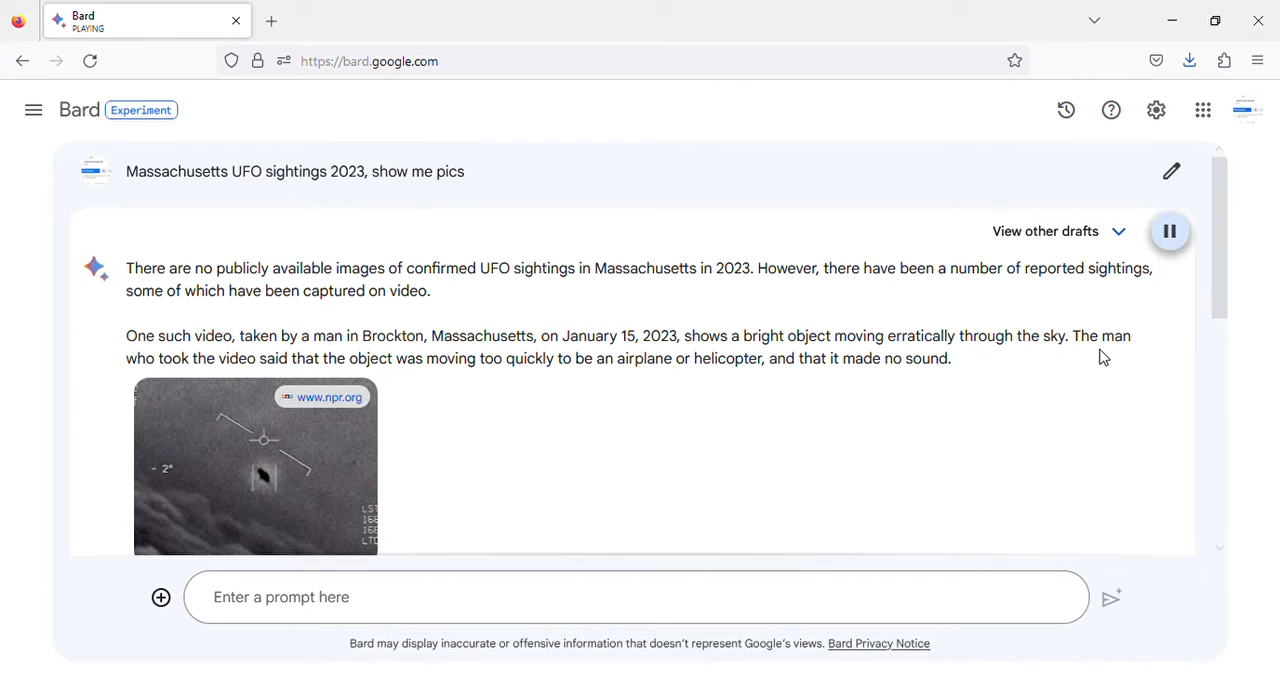 Bard
PLAYING
https://bard.google.com
Bard Experiment
Massachusetts UFO sightings 2023, show me pics
View other drafts
There are no publicly available images of confirmed UFO sightings in Massachusetts in 2023. However, there have been a number of reported sightings,
some of which have been captured on video.
One such video, taken by a man in Brockton, Massachusetts, on January 15, 2023, shows a bright object moving erratically through the sky. The man
who took the video said that the object was moving too quickly to be an airplane or helicopter, and that it made no sound.
www.npr.org
- 2°
LST
168
168
LTD
Enter a prompt here
Bard may display inaccurate or offensive information that doesn't represent Google's views. Bard Privacy Notice